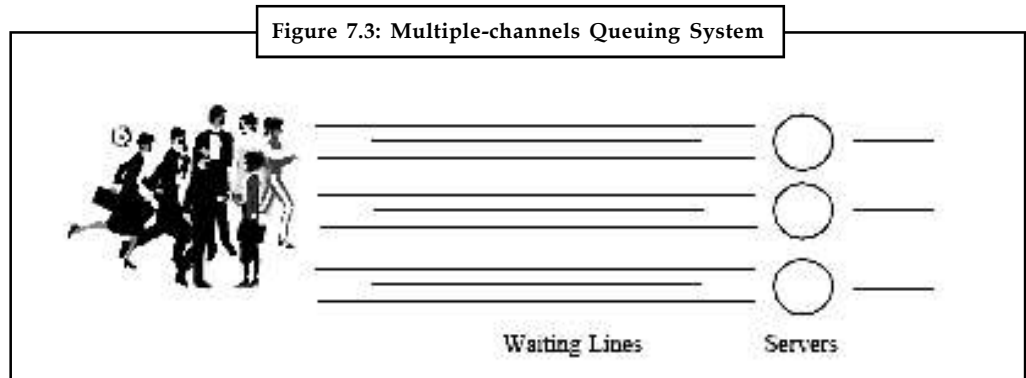 Figure 7.3: Multiple-channels Queuing System
Waiting Lines
Servers